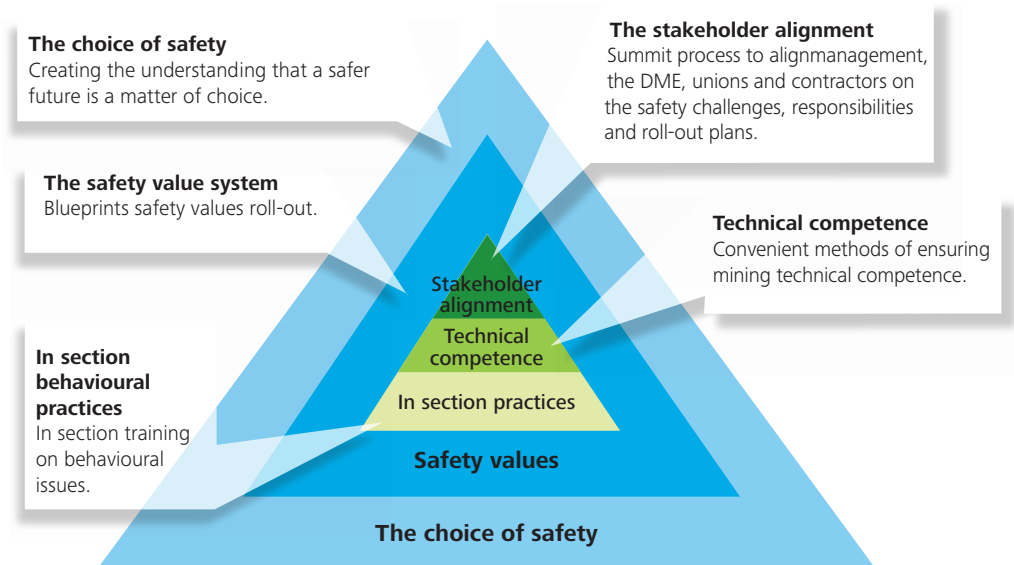 The choice of safety
Creating the understanding that a safer
future is a matter of choice.
The stakeholder alignment
Summit process to alignmanagement,
the DME, unions and contractors on
the safety challenges, responsibilities
and roll-out plans.
The safety value system
Blueprints safety values roll-out.
Technical competence
Convenient methods of ensuring
mining technical competence.
In section
behavioural
practices
In section training
on behavioural
issues.
Stakeholder
alignment
Technical
competence
In section practices
Safety values
The choice of safety